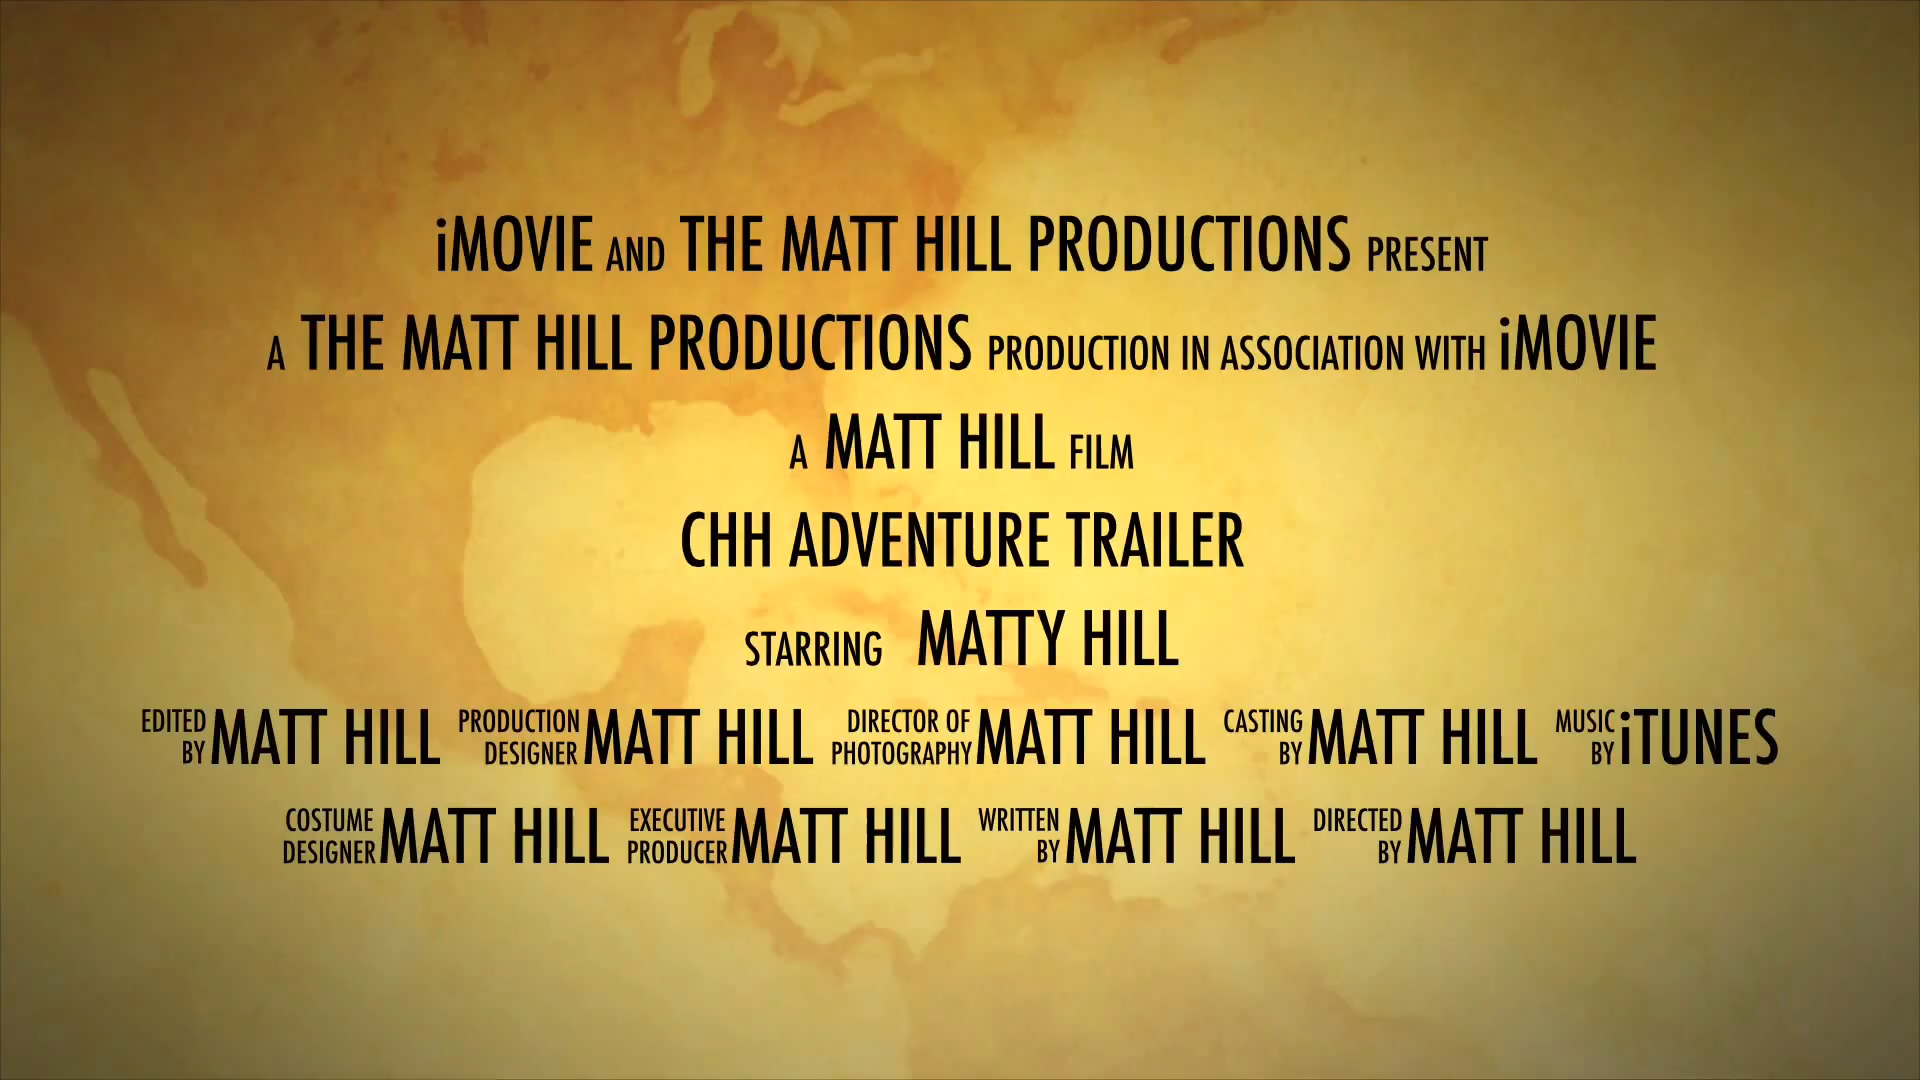 iMOVIE AND THE MATT HILL PRODUCTIONS PRESENT
A THE MATT HILL PRODUCTIONS PRODUCTION IN ASSOCIATION WITH iMOVIE
A MATT HILL FILM
CHH ADVENTURE TRAILER
STARRING MATTY HILL
EDITED BY MATT HILL PRODUCTION DESIGNER MATT HILL DIRECTOR OF PHOTOGRAPHY MATT HILL CASTING BY MATT HILL MUSIC BY iTUNES
COSTUME DESIGNER MATT HILL EXECUTIVE PRODUCER MATT HILL WRITTEN BY MATT HILL DIRECTED BY MATT HILL